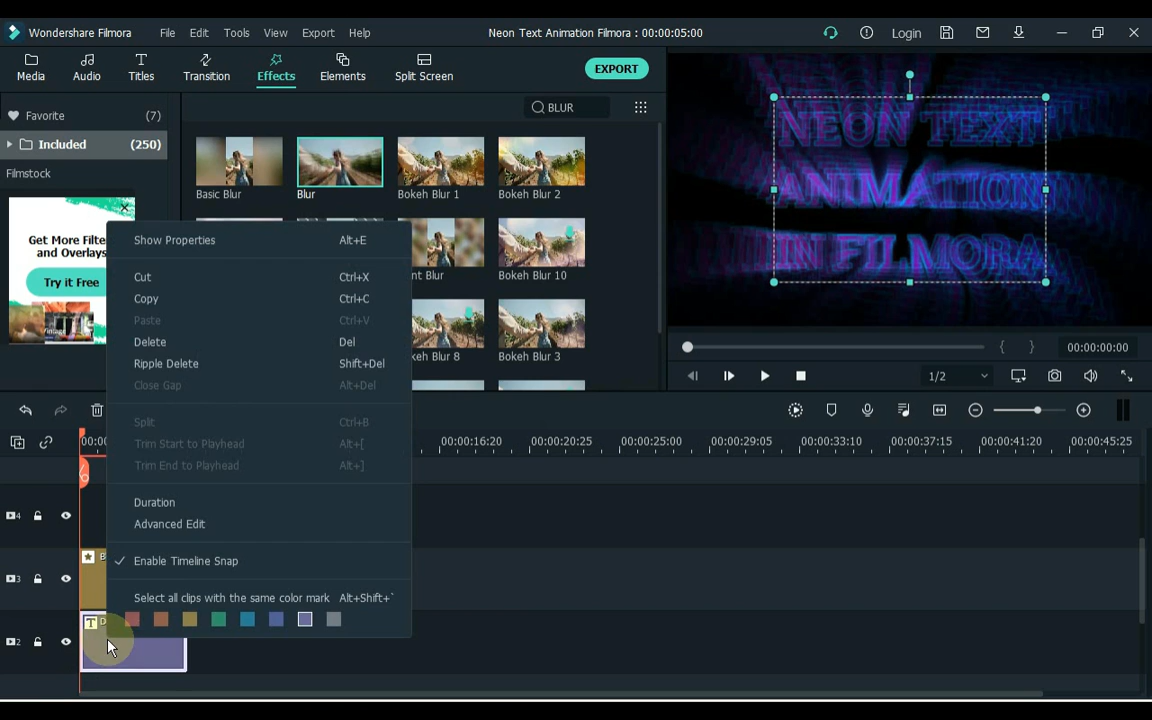 Wondershare Filmora File Edit Tools View Export Help Neon Text Animation Filmora : 00:00:05:00 Login
Media Audio Titles Transition Effects Elements Split Screen EXPORT
Favorite (7) BLUR
Included (250)
Filmstock
Basic Blur Blur Bokeh Blur 1 Bokeh Blur 2
Get More Filte
and Overlays
Try it Free
Vintage
nt Blur Bokeh Blur 10
keh Blur 8 Bokeh Blur 3
NEON TEXT
ANIMATION
IN FILMORA
{ } 00:00:00:00
1/2
Show Properties Alt+E
Cut Ctrl+X
Copy Ctrl+C
Paste Ctrl+V
Delete Del
Ripple Delete Shift+Del
Close Gap Alt+Del
Split Ctrl+B
Trim Start to Playhead Alt+[
Trim End to Playhead Alt+]
Duration
Advanced Edit
Enable Timeline Snap
Select all clips with the same color mark Alt+Shift+`
00:00 00:00:16:20 00:00:20:25 00:00:25:00 00:00:29:05 00:00:33:10 00:00:37:15 00:00:41:20 00:00:45:25
4
3 B
2 T D